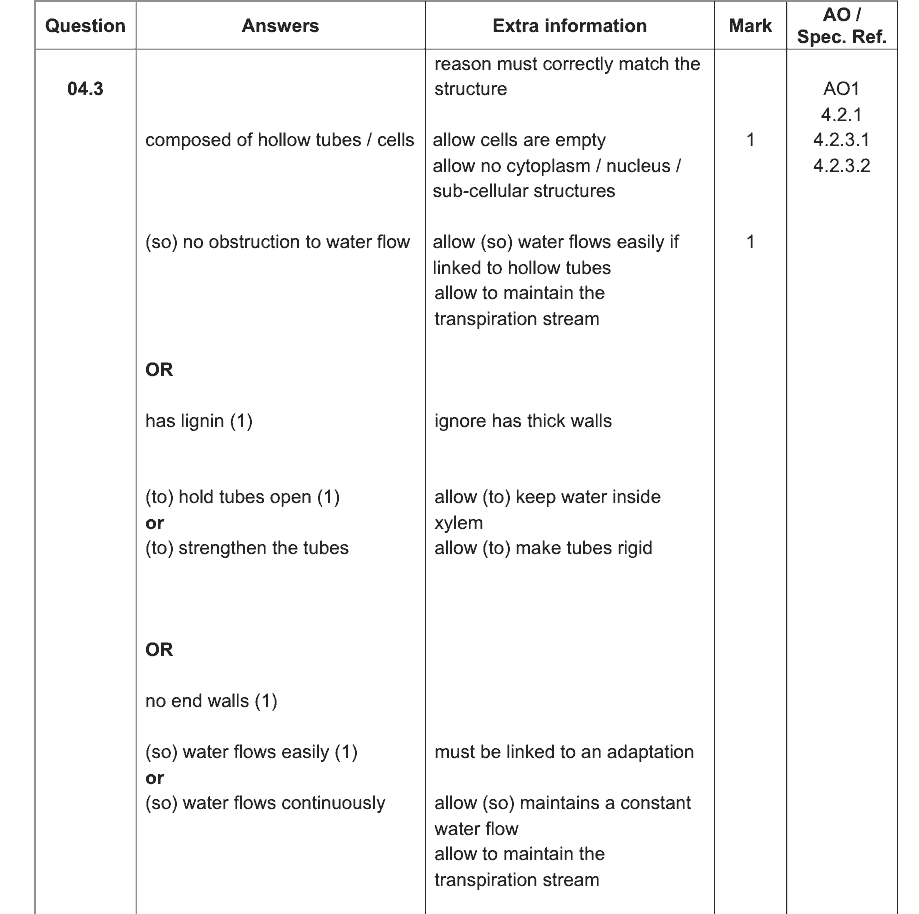 Question Answers Extra information Mark AO / Spec. Ref.
reason must correctly match the
04.3 structure AO1
4.2.1
composed of hollow tubes / cells allow cells are empty 1 4.2.3.1
allow no cytoplasm / nucleus / 4.2.3.2
sub-cellular structures
(so) no obstruction to water flow allow (so) water flows easily if 1
linked to hollow tubes
allow to maintain the
transpiration stream
OR
has lignin (1) ignore has thick walls
(to) hold tubes open (1) allow (to) keep water inside
or xylem
(to) strengthen the tubes allow (to) make tubes rigid
OR
no end walls (1)
(so) water flows easily (1) must be linked to an adaptation
or
(so) water flows continuously allow (so) maintains a constant
water flow
allow to maintain the
transpiration stream